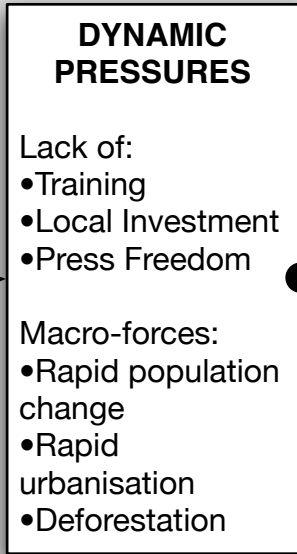 DYNAMIC
PRESSURES
Lack of:
•Training
•Local Investment
•Press Freedom
Macro-forces:
•Rapid population
change
•Rapid
urbanisation
•Deforestation